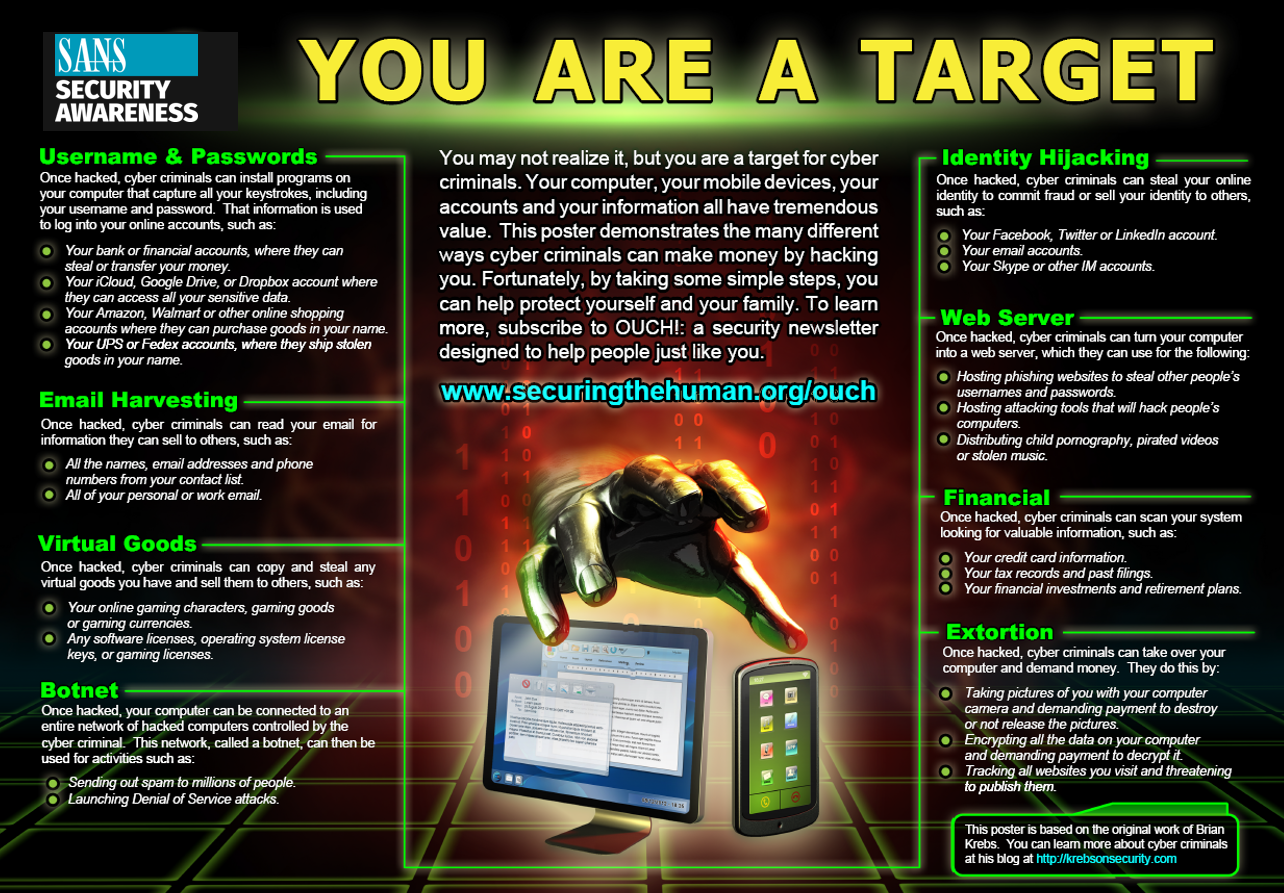 SANS
SECURITY
AWARENESS
YOU ARE A TARGET
Username & Passwords
Once hacked, cyber criminals can install programs on
your computer that capture all your keystrokes, including
your username and password. That information is used
to log into your online accounts, such as:
Your bank or financial accounts, where they can
steal or transfer your money.
Your iCloud, Google Drive, or Dropbox account where
they can access all your sensitive data.
Your Amazon, Walmart or other online shopping
accounts where they can purchase goods in your name.
Your UPS or Fedex accounts, where they ship stolen
goods in your name.
Email Harvesting
Once hacked, cyber criminals can read your email for
information they can sell to others, such as:
All the names, email addresses and phone
numbers from your contact list.
All of your personal or work email.
Virtual Goods
Once hacked, cyber criminals can copy and steal any
virtual goods you have and sell them to others, such as:
Your online gaming characters, gaming goods
or gaming currencies.
Any software licenses, operating system license
keys, or gaming licenses.
Botnet
Once hacked, your computer can be connected to an
entire network of hacked computers controlled by the
cyber criminal. This network, called a botnet, can then be
used for activities such as:
Sending out spam to millions of people.
Launching Denial of Service attacks.
You may not realize it, but you are a target for cyber
criminals. Your computer, your mobile devices, your
accounts and your information all have tremendous
value. This poster demonstrates the many different
ways cyber criminals can make money by hacking
you. Fortunately, by taking some simple steps, you
can help protect yourself and your family. To learn
more, subscribe to OUCH!: a security newsletter
designed to help people just like you.
www.securingthehuman.org/ouch
Identity Hijacking
Once hacked, cyber criminals can steal your online
identity to commit fraud or sell your identity to others,
such as:
Your Facebook, Twitter or LinkedIn account.
Your email accounts.
Your Skype or other IM accounts.
Web Server
Once hacked, cyber criminals can turn your computer
into a web server, which they can use for the following:
Hosting phishing websites to steal other people's
usernames and passwords.
Hosting attacking tools that will hack people's
computers.
Distributing child pornography, pirated videos
or stolen music.
Financial
Once hacked, cyber criminals can scan your system
looking for valuable information, such as:
Your credit card information.
Your tax records and past filings.
Your financial investments and retirement plans.
Extortion
Once hacked, cyber criminals can take over your
computer and demand money. They do this by:
Taking pictures of you with your computer
camera and demanding payment to destroy
or not release the pictures.
Encrypting all the data on your computer
and demanding payment to decrypt it.
Tracking all websites you visit and threatening
to publish them.
This poster is based on the original work of Brian
Krebs. You can learn more about cyber criminals
at his blog at http://krebsonsecurity.com